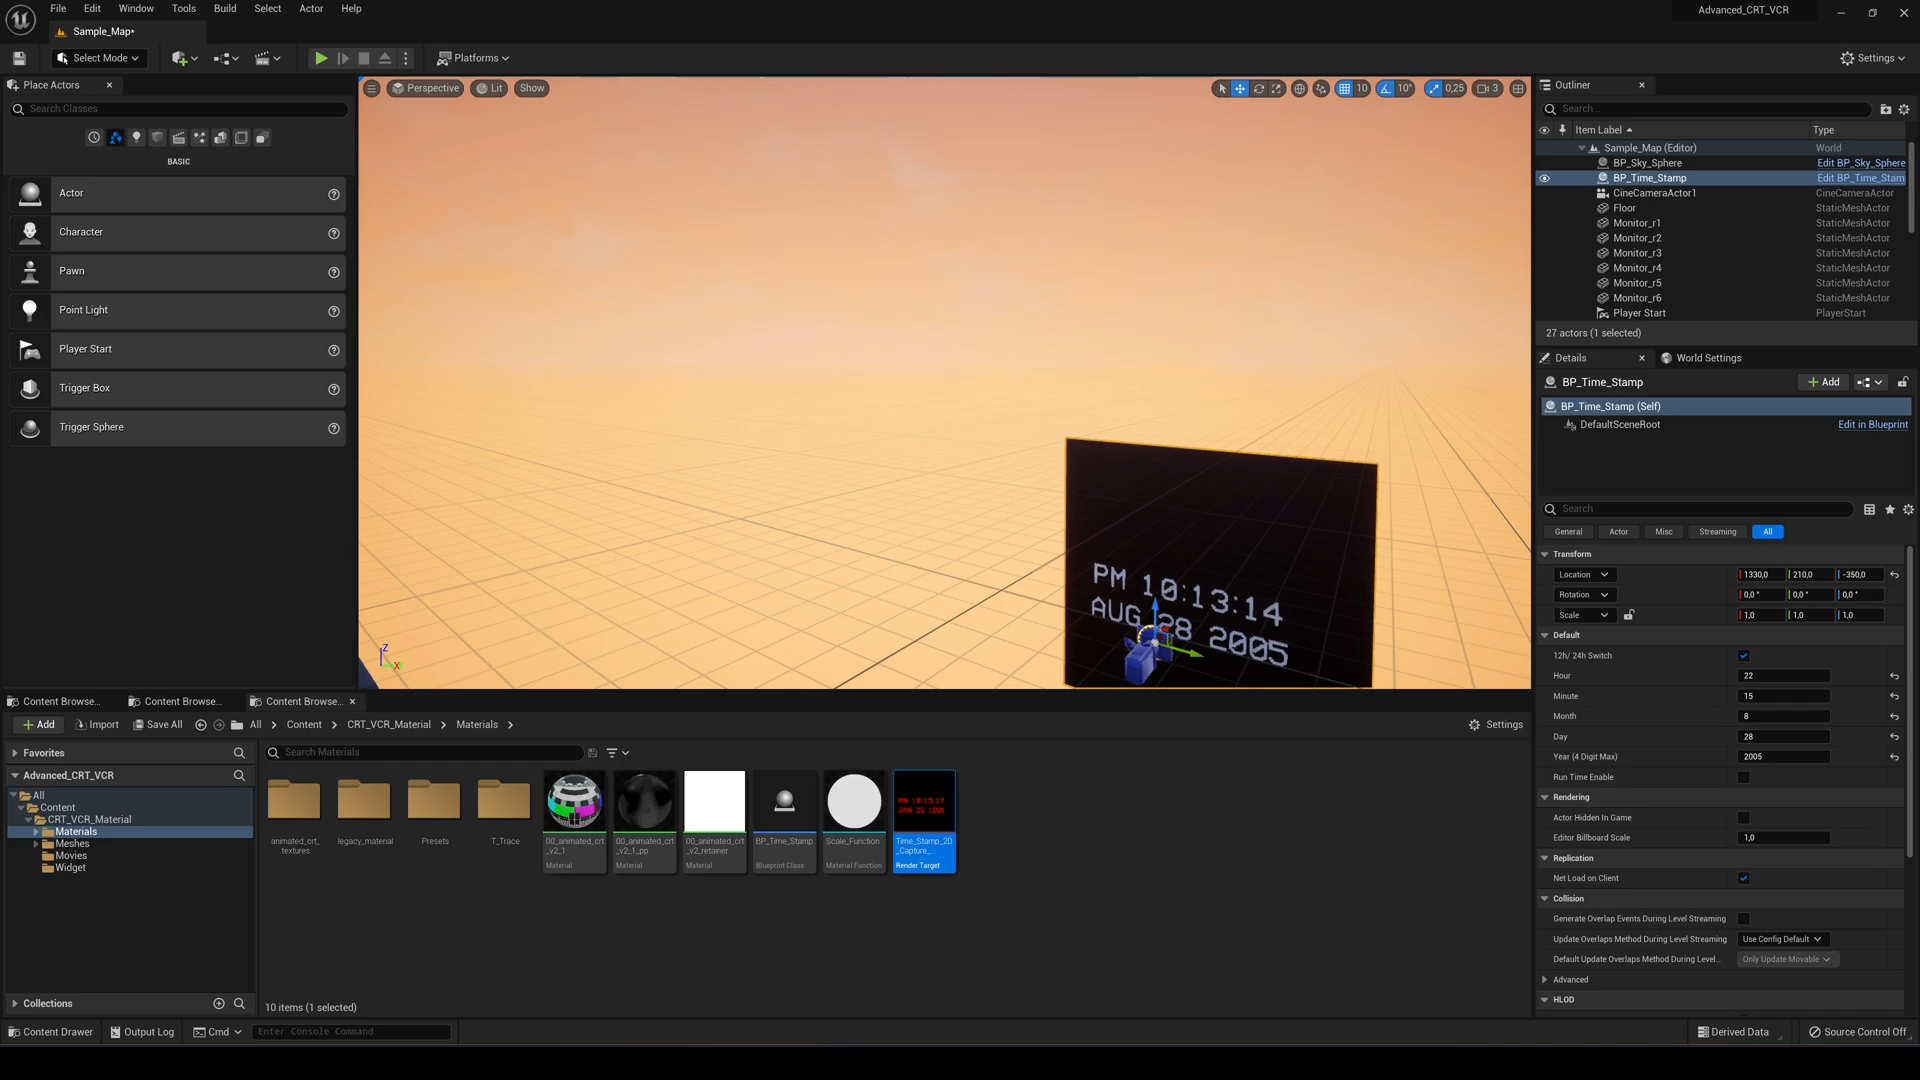 File Edit Window Tools Build Select Actor Help
Advanced_CRT_VCR
Sample_Map*
Select Mode
Platforms
Settings
Place Actors
Search Classes
BASIC
Actor
Character
Pawn
Point Light
Player Start
Trigger Box
Trigger Sphere
Perspective Lit Show
10 10° 0,25 3
PM 10:13:14
AUG 28 2005
Z
X
Outliner
Search...
Item Label Type
Sample_Map (Editor) World
BP_Sky_Sphere Edit BP_Sky_Sphere
BP_Time_Stamp Edit BP_Time_Stam
CineCameraActor1 CineCameraActor
Floor StaticMeshActor
Monitor_r1 StaticMeshActor
Monitor_r2 StaticMeshActor
Monitor_r3 StaticMeshActor
Monitor_r4 StaticMeshActor
Monitor_r5 StaticMeshActor
Monitor_r6 StaticMeshActor
Player Start PlayerStart
27 actors (1 selected)
Details World Settings
BP_Time_Stamp Add
BP_Time_Stamp (Self)
DefaultSceneRoot Edit in Blueprint
Search
General Actor Misc Streaming All
Transform
Location 1330,0 210,0 -350,0
Rotation 0,0 ° 0,0 ° 0,0 °
Scale 1,0 1,0 1,0
Default
12h/ 24h Switch
Hour 22
Minute 15
Month 8
Day 28
Year (4 Digit Max) 2005
Run Time Enable
Rendering
Actor Hidden In Game
Editor Billboard Scale 1,0
Replication
Net Load on Client
Collision
Generate Overlap Events During Level Streaming
Update Overlaps Method During Level Streaming Use Config Default
Default Update Overlaps Method During Level... Only Update Movable
Advanced
HLOD
Content Browse... Content Browse... Content Browse...
Add Import Save All All Content CRT_VCR_Material Materials Settings
Favorites
Search Materials
Advanced_CRT_VCR
All
Content
CRT_VCR_Material
Materials
Meshes
Movies
Widget
Collections
animated_crt_
textures
legacy_material
Presets
T_Trace
00_animated_crt
_v2_1
Material
00_animated_crt
_v2_1_pp
Material
00_animated_crt
_v2_retainer
Material
BP_Time_Stamp
Blueprint Class
Scale_Function
Material Function
Time_Stamp_2D
_Capture_...
Render Target
10 items (1 selected)
Content Drawer Output Log Cmd Enter Console Command
Derived Data Source Control Off